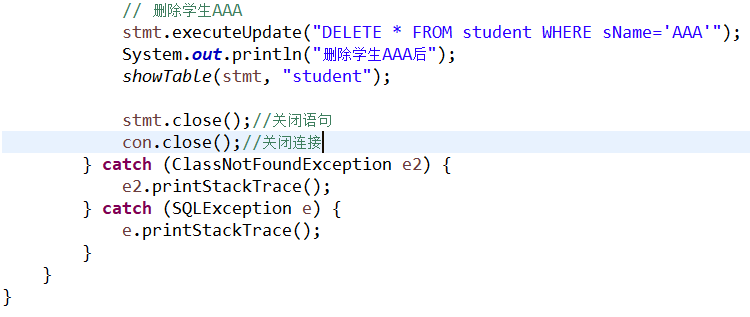 // 删除学生AAA
stmt.executeUpdate("DELETE * FROM student WHERE sName='AAA'");
System.out.println("删除学生AAA后");
showTable(stmt, "student");
stmt.close();//关闭语句
con.close();//关闭连接
} catch (ClassNotFoundException e2) {
e2.printStackTrace();
} catch (SQLException e) {
e.printStackTrace();
}
}
}